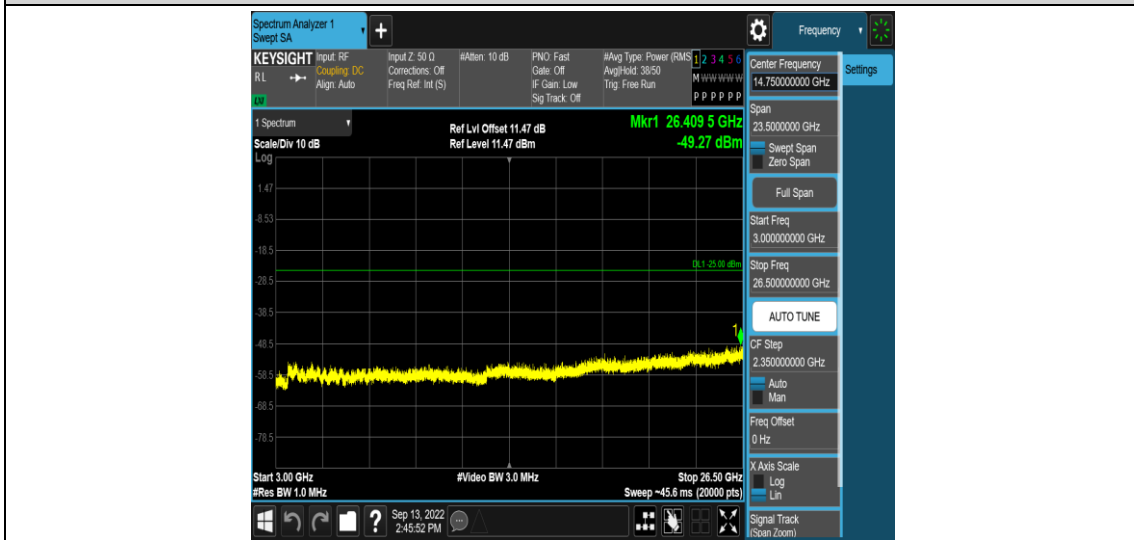 Spectrum Analyzer 1
Swept SA
+
Frequency
KEYSIGHT
RL
LXI
Input: RF
Coupling: DC
Align: Auto
Input Z: 50 Ω
Corrections: Off
Freq Ref: Int (S)
#Atten: 10 dB
PNO: Fast
Gate: Off
IF Gain: Low
Sig Track: Off
#Avg Type: Power (RMS
Avg|Hold: 38/50
Trig: Free Run
1 2 3 4 5 6
M W W W W W
P P P P P P
1 Spectrum
Scale/Div 10 dB
Log
Ref Lvl Offset 11.47 dB
Ref Level 11.47 dBm
Mkr1 26.409 5 GHz
-49.27 dBm
1.47
-8.53
-18.5
DL1 -25.00 dBm
-28.5
-38.5
1
-48.5
-58.5
-68.5
-78.5
Start 3.00 GHz
#Res BW 1.0 MHz
#Video BW 3.0 MHz
Stop 26.50 GHz
Sweep ~45.6 ms (20000 pts)
?
Sep 13, 2022
2:45:52 PM
Center Frequency
14.750000000 GHz
Settings
Span
23.5000000 GHz
Swept Span
Zero Span
Full Span
Start Freq
3.000000000 GHz
Stop Freq
26.500000000 GHz
AUTO TUNE
CF Step
2.350000000 GHz
Auto
Man
Freq Offset
0 Hz
X Axis Scale
Log
Lin
Signal Track
(Span Zoom)